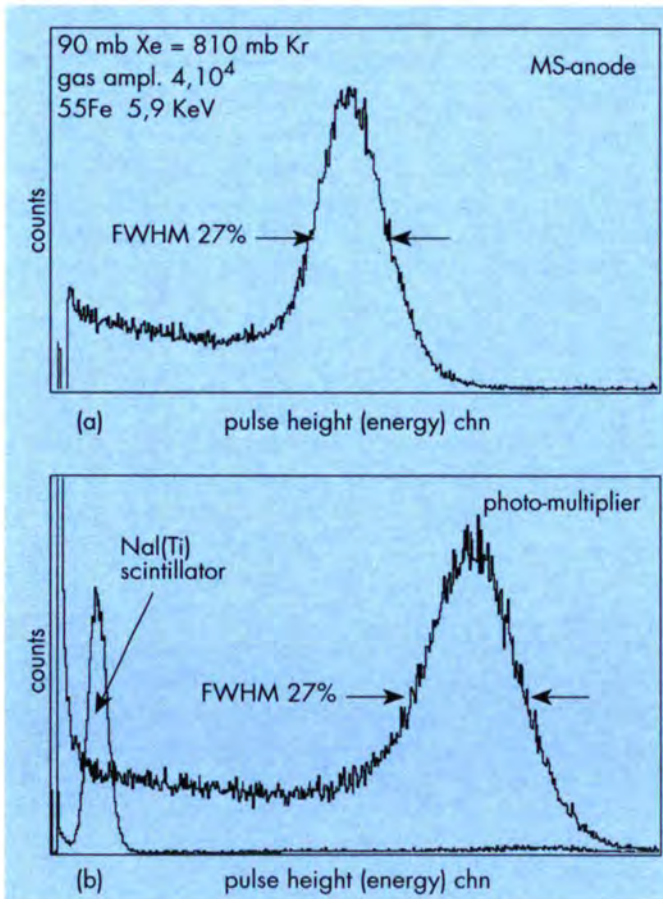 90 mb Xe = 810 mb Kr
gas ampl. 4,10⁴
55Fe 5,9 KeV
MS-anode
FWHM 27%
counts
(a) pulse height (energy) chn
photo-multiplier
NaI(Ti)
scintillator
FWHM 27%
counts
(b) pulse height (energy) chn